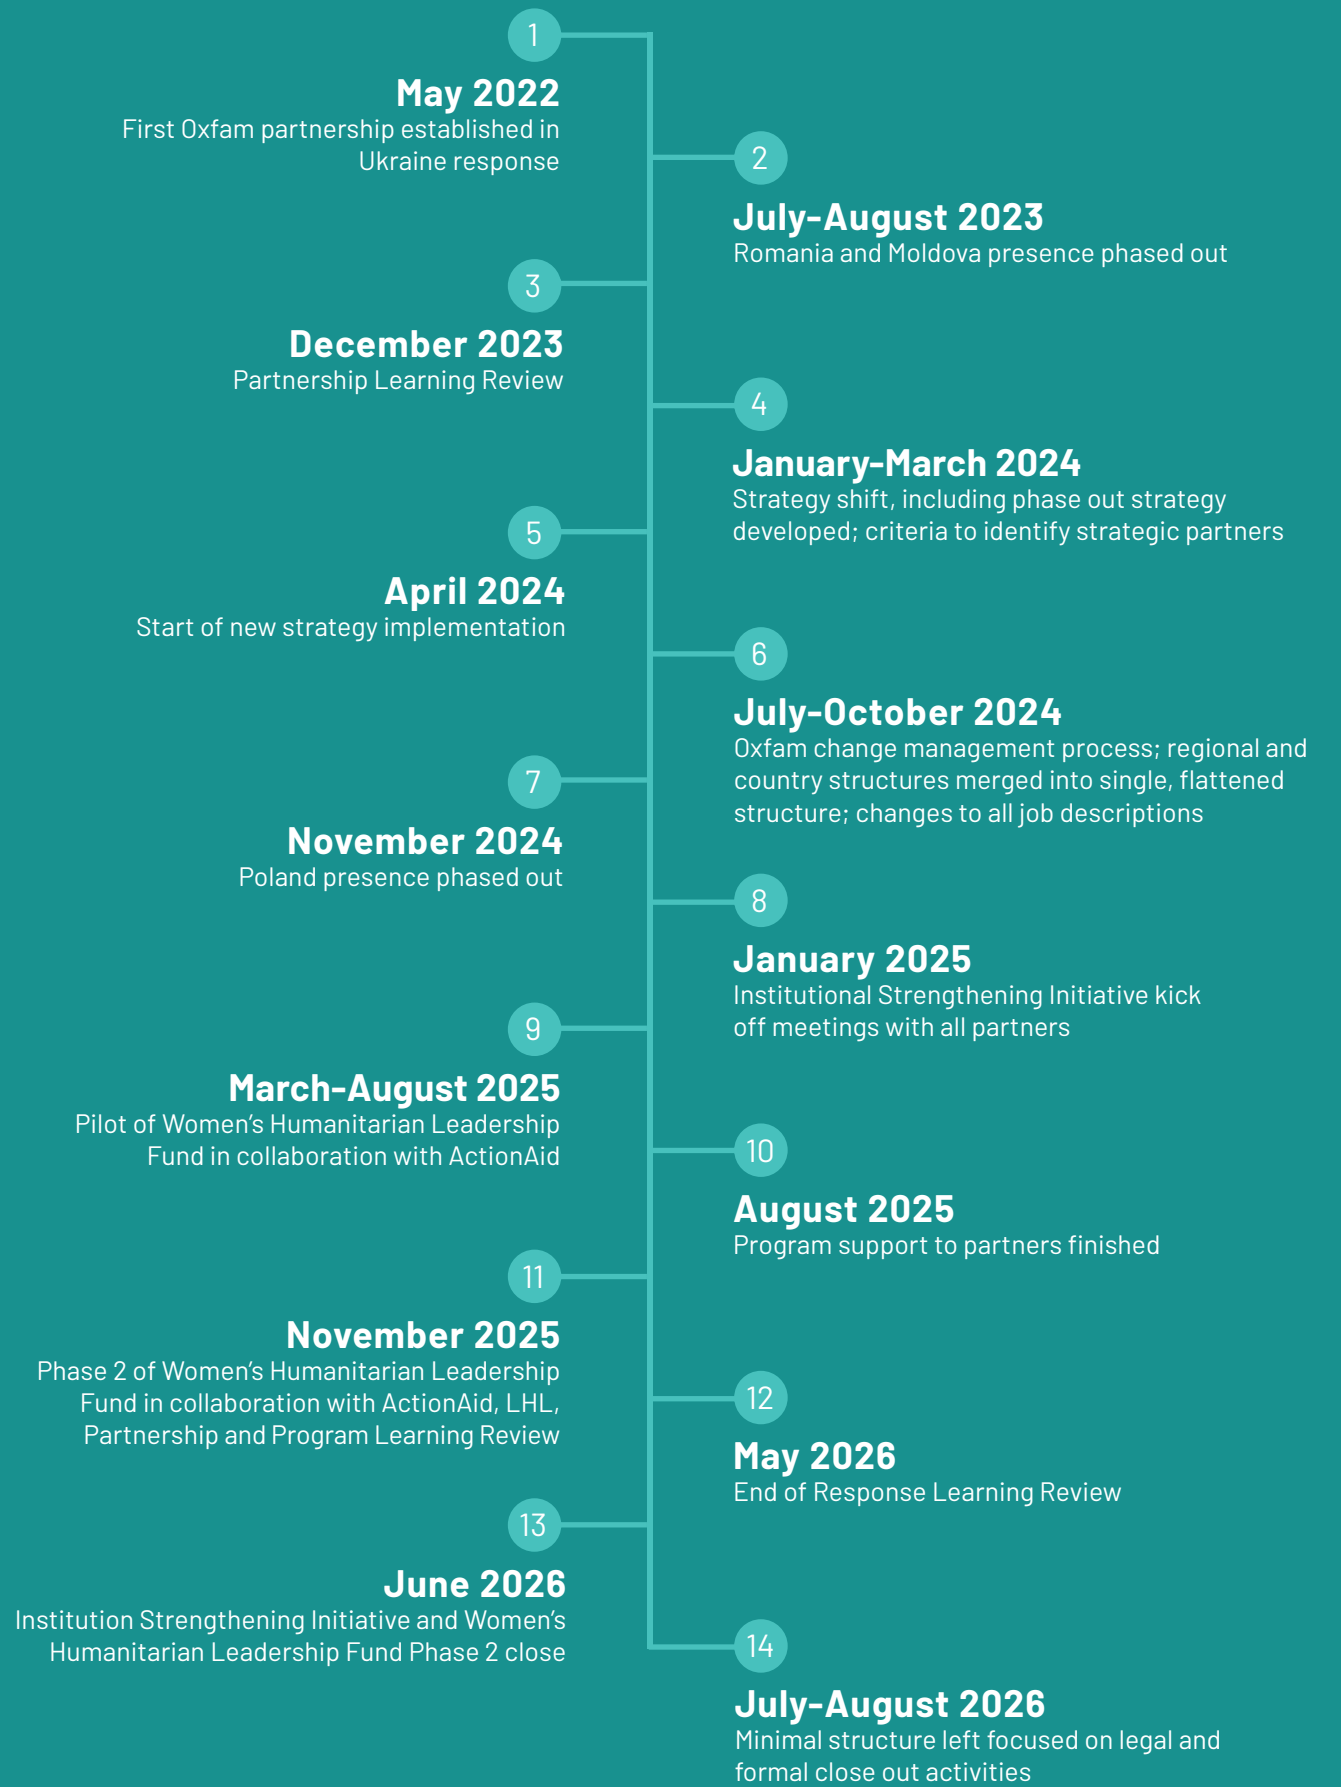 1
May 2022
First Oxfam partnership established in
Ukraine response
2
July-August 2023
Romania and Moldova presence phased out
3
December 2023
Partnership Learning Review
4
January-March 2024
Strategy shift, including phase out strategy
developed; criteria to identify strategic partners
5
April 2024
Start of new strategy implementation
6
July-October 2024
Oxfam change management process; regional and
country structures merged into single, flattened
structure; changes to all job descriptions
7
November 2024
Poland presence phased out
8
January 2025
Institutional Strengthening Initiative kick
off meetings with all partners
9
March-August 2025
Pilot of Women’s Humanitarian Leadership
Fund in collaboration with ActionAid
10
August 2025
Program support to partners finished
11
November 2025
Phase 2 of Women’s Humanitarian Leadership
Fund in collaboration with ActionAid, LHL,
Partnership and Program Learning Review
12
May 2026
End of Response Learning Review
13
June 2026
Institution Strengthening Initiative and Women’s
Humanitarian Leadership Fund Phase 2 close
14
July-August 2026
Minimal structure left focused on legal and
formal close out activities